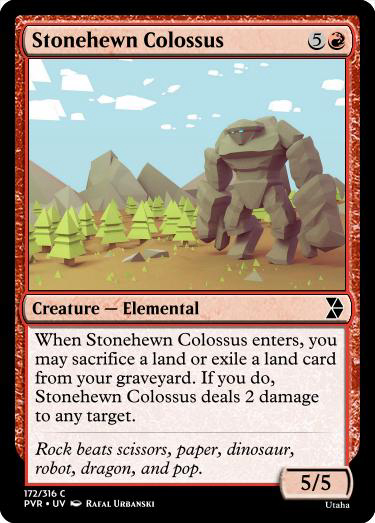 Stonehewn Colossus 5
Creature — Elemental
When Stonehewn Colossus enters, you
may sacrifice a land or exile a land card
from your graveyard. If you do,
Stonehewn Colossus deals 2 damage
to any target.
Rock beats scissors, paper, dinosaur,
robot, dragon, and pop.
5/5
172/316 C
PVR • UV Rafal Urbanski
Utaha